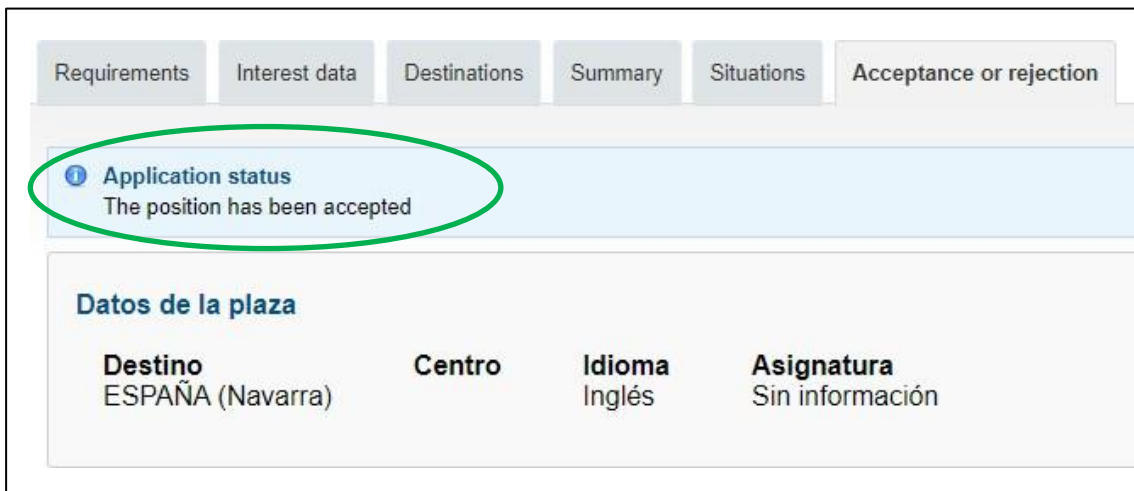 Requirements Interest data Destinations Summary Situations Acceptance or rejection
Application status
The position has been accepted
Datos de la plaza
Destino Centro Idioma Asignatura
ESPAÑA (Navarra) Inglés Sin información